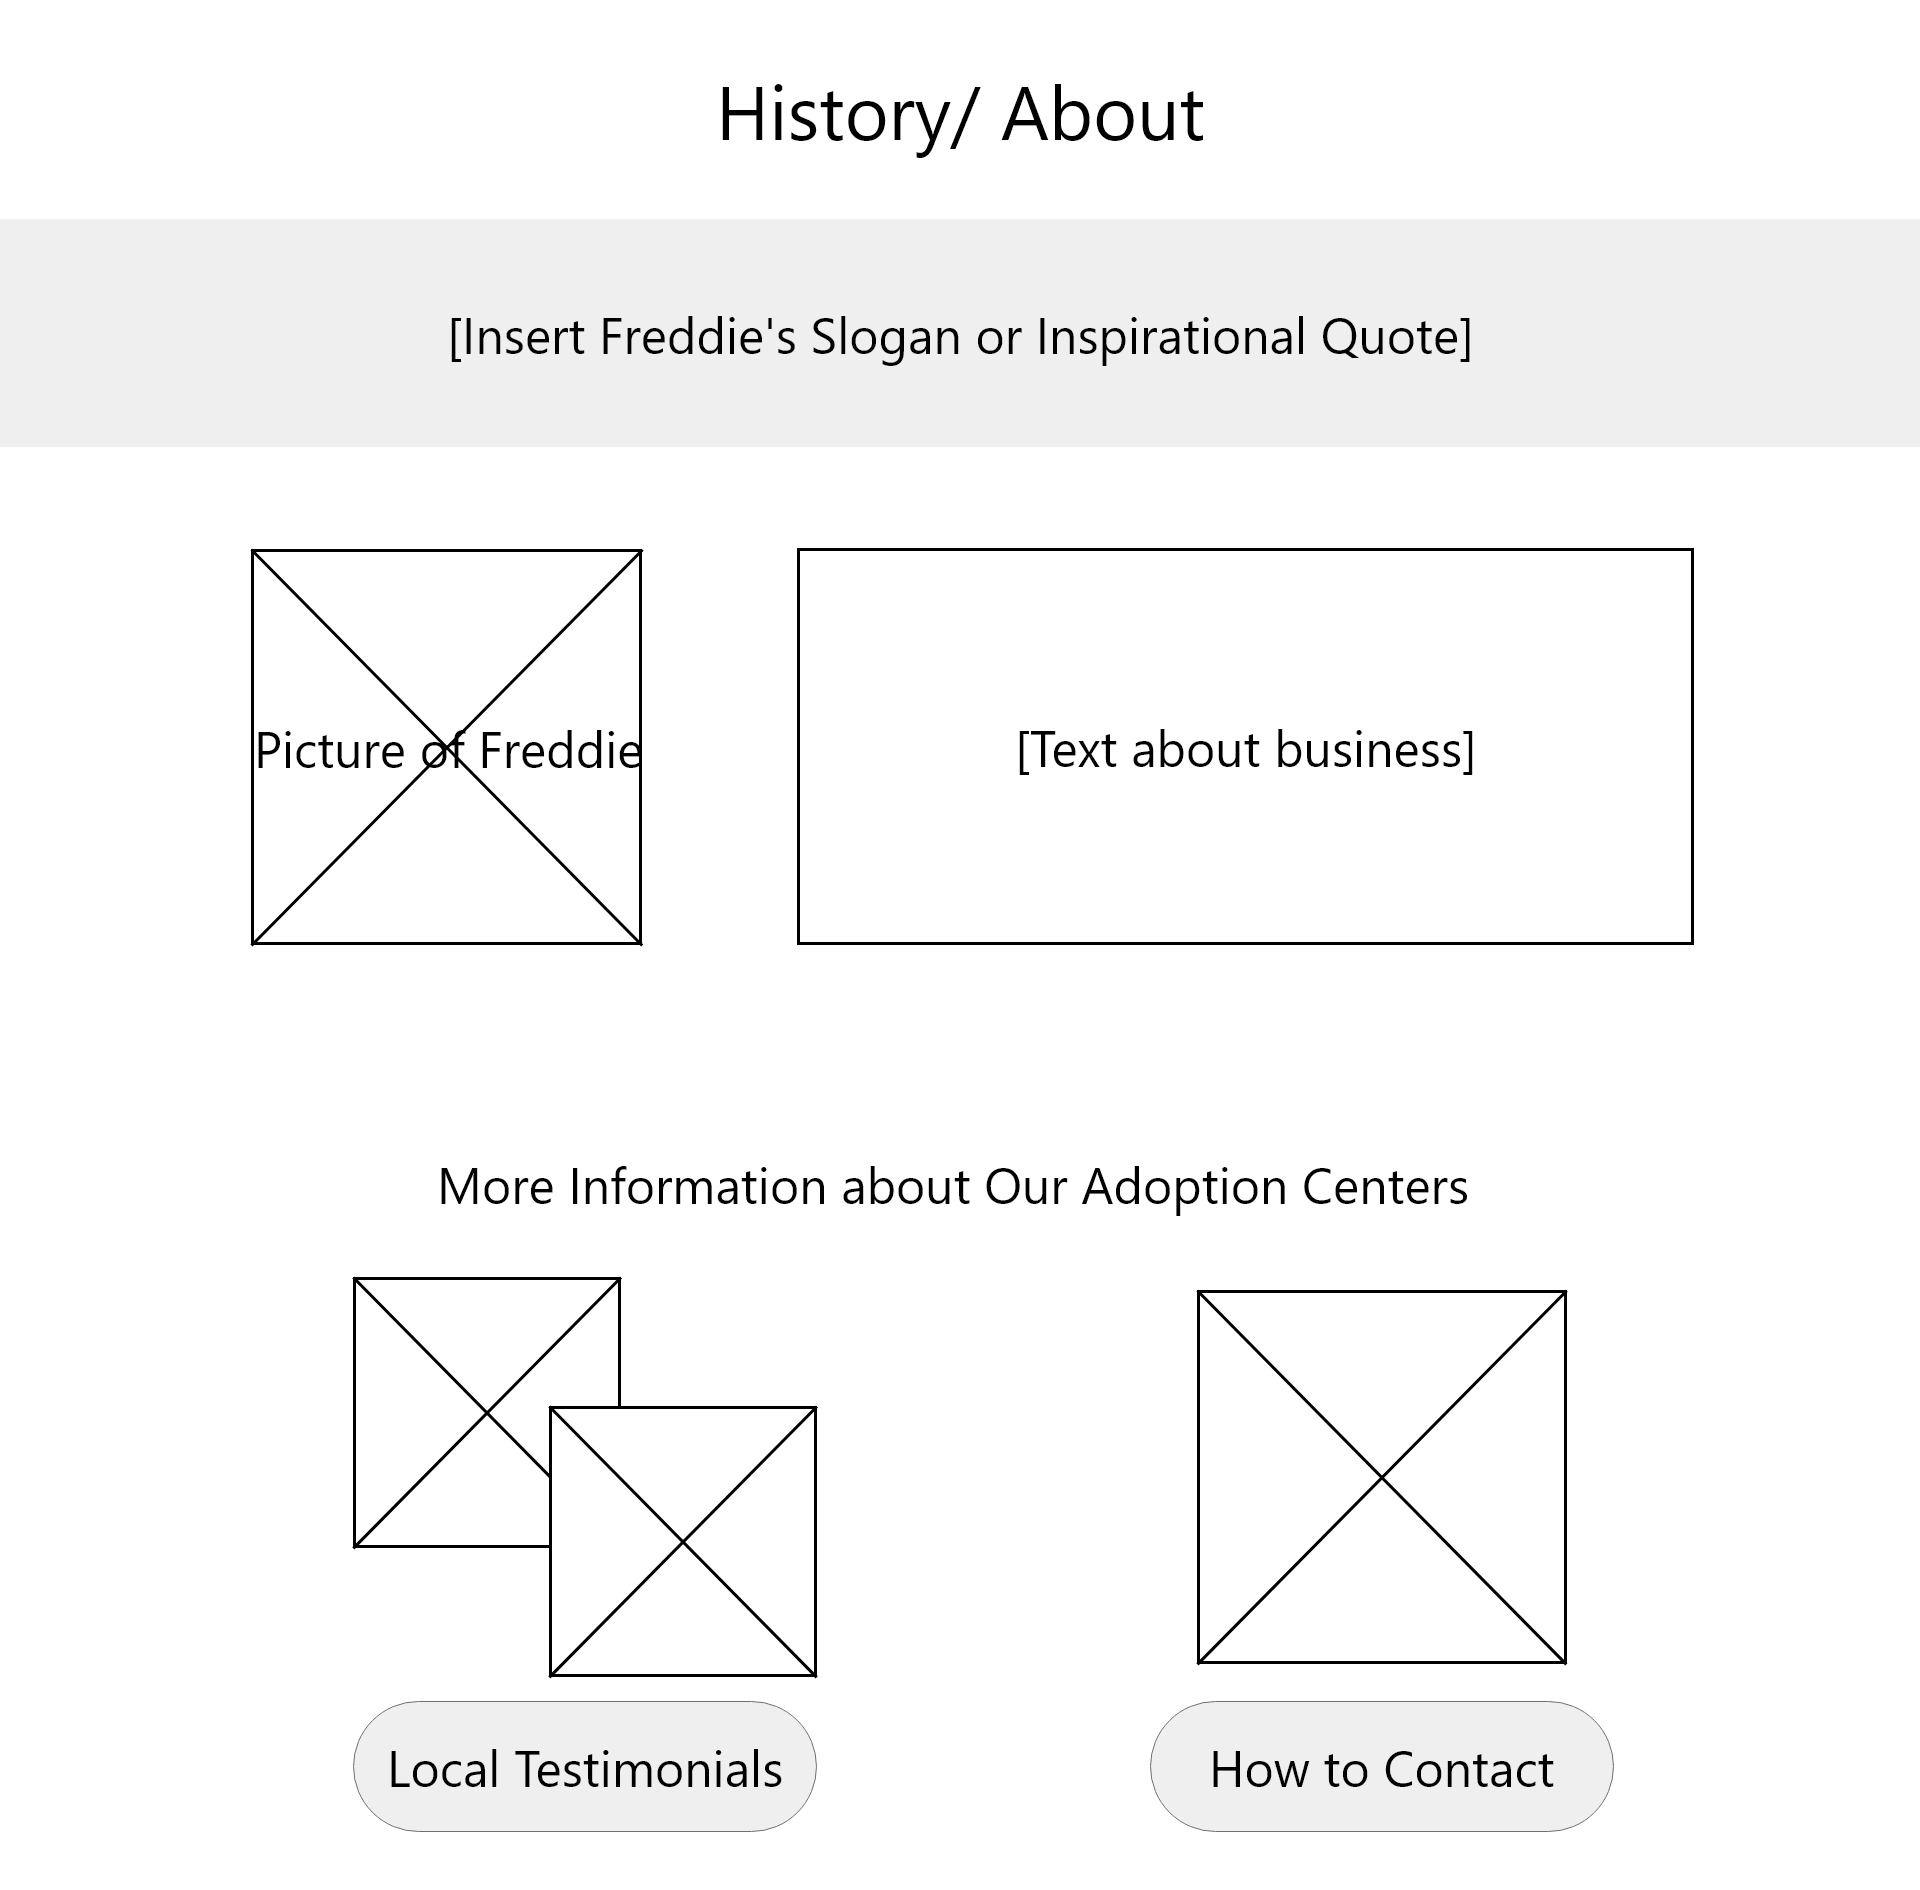 History/ About
[Insert Freddie's Slogan or Inspirational Quote]
Picture of Freddie
[Text about business]
More Information about Our Adoption Centers
Local Testimonials
How to Contact